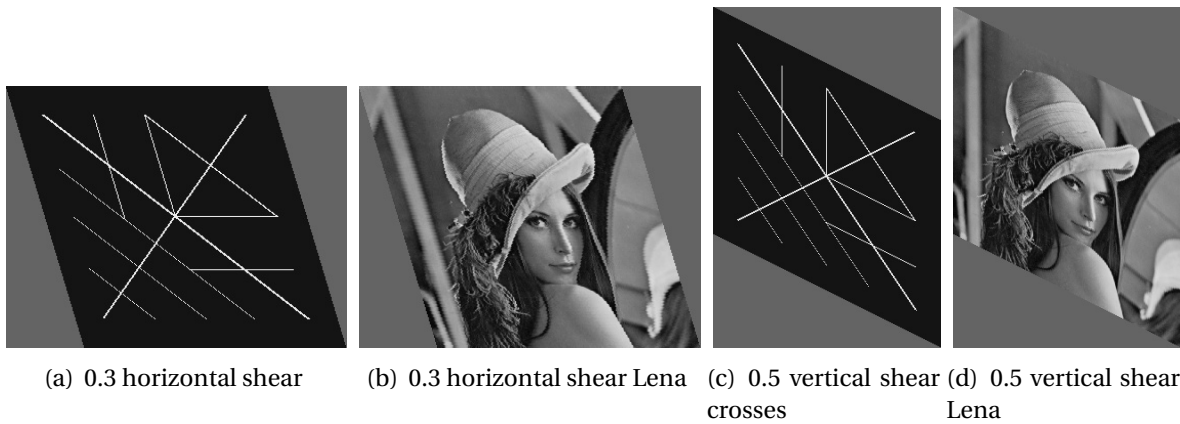 (a) 0.3 horizontal shear
(b) 0.3 horizontal shear Lena
(c) 0.5 vertical shear
crosses
(d) 0.5 vertical shear
Lena